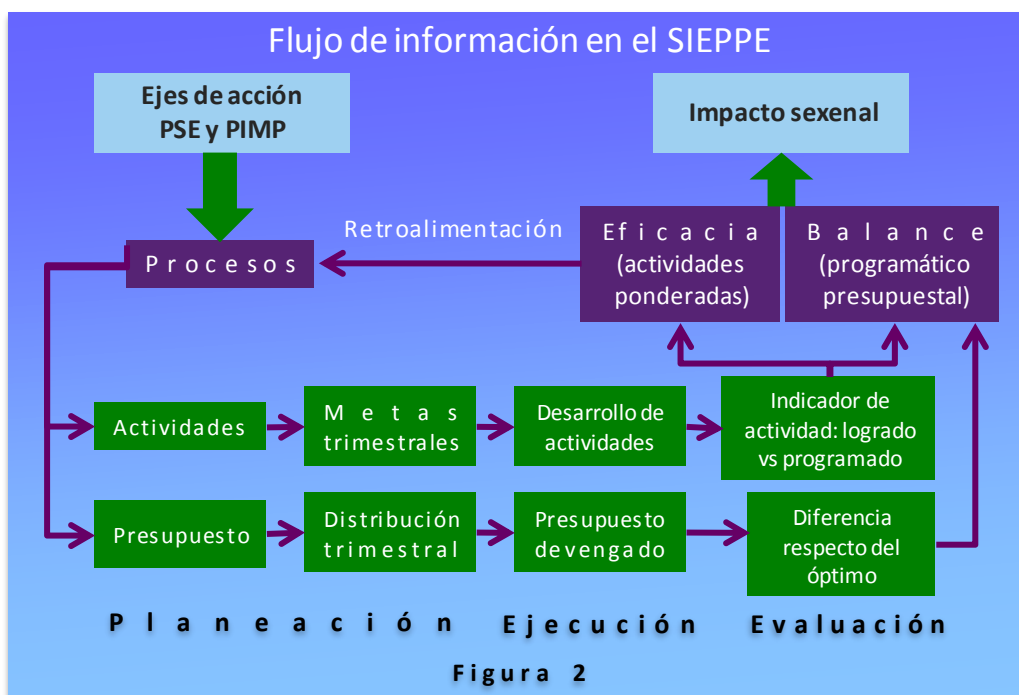 Flujo de información en el SIEPPE
Ejes de acción
PSE y PIMP
Impacto sexenal
Retroalimentación
Procesos
Eficacia
(actividades
ponderadas)
Balance
(programático
presupuestal)
Actividades
Metas
trimestrales
Desarrollo de
actividades
Indicador de
actividad: logrado
vs programado
Presupuesto
Distribución
trimestral
Presupuesto
devengado
Diferencia
respecto del
óptimo
Planeación
Ejecución
Evaluación
Figura 2